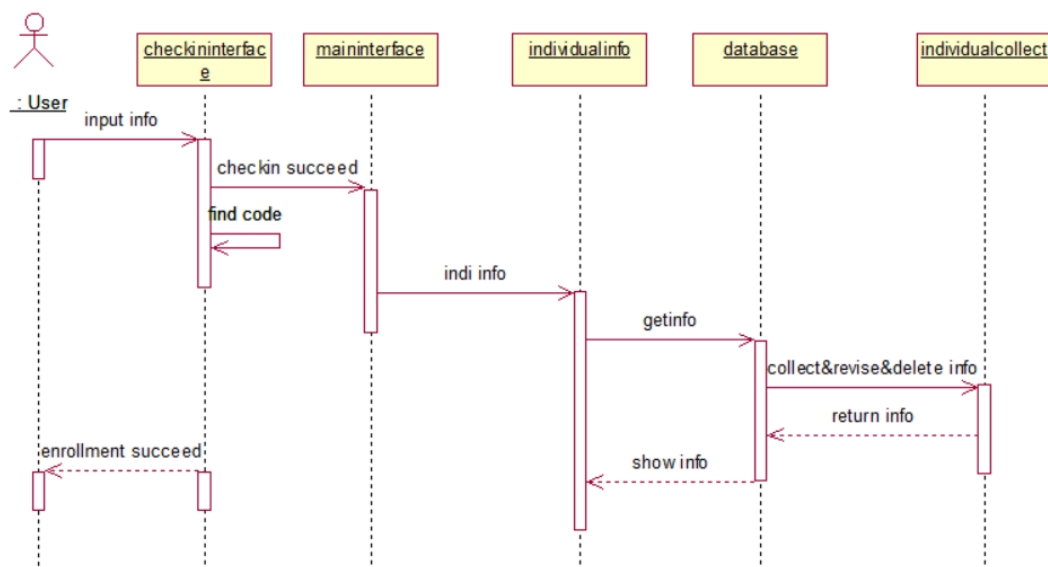 checkininterfac
e
maininterface
individualinfo
database
individualcollect
: User
input info
checkin succeed
find code
indi info
getinfo
collect&revise&delete info
return info
enrollment succeed
show info